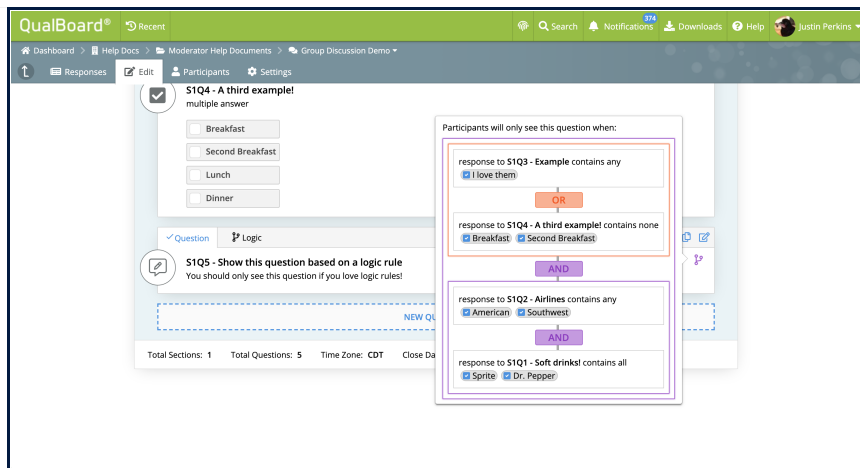 QualBoard® Recent Search Notifications 374 Downloads Help Justin Perkins
Dashboard > Help Docs > Moderator Help Documents > Group Discussion Demo
Responses Edit Participants Settings
S1Q4 - A third example!
multiple answer
Breakfast
Second Breakfast
Lunch
Dinner
Question Logic
S1Q5 - Show this question based on a logic rule
You should only see this question if you love logic rules!
NEW QU
Total Sections: 1 Total Questions: 5 Time Zone: CDT Close Da
Participants will only see this question when:
response to S1Q3 - Example contains any
I love them
OR
response to S1Q4 - A third example! contains none
Breakfast Second Breakfast
AND
response to S1Q2 - Airlines contains any
American Southwest
AND
response to S1Q1 - Soft drinks! contains all
Sprite Dr. Pepper